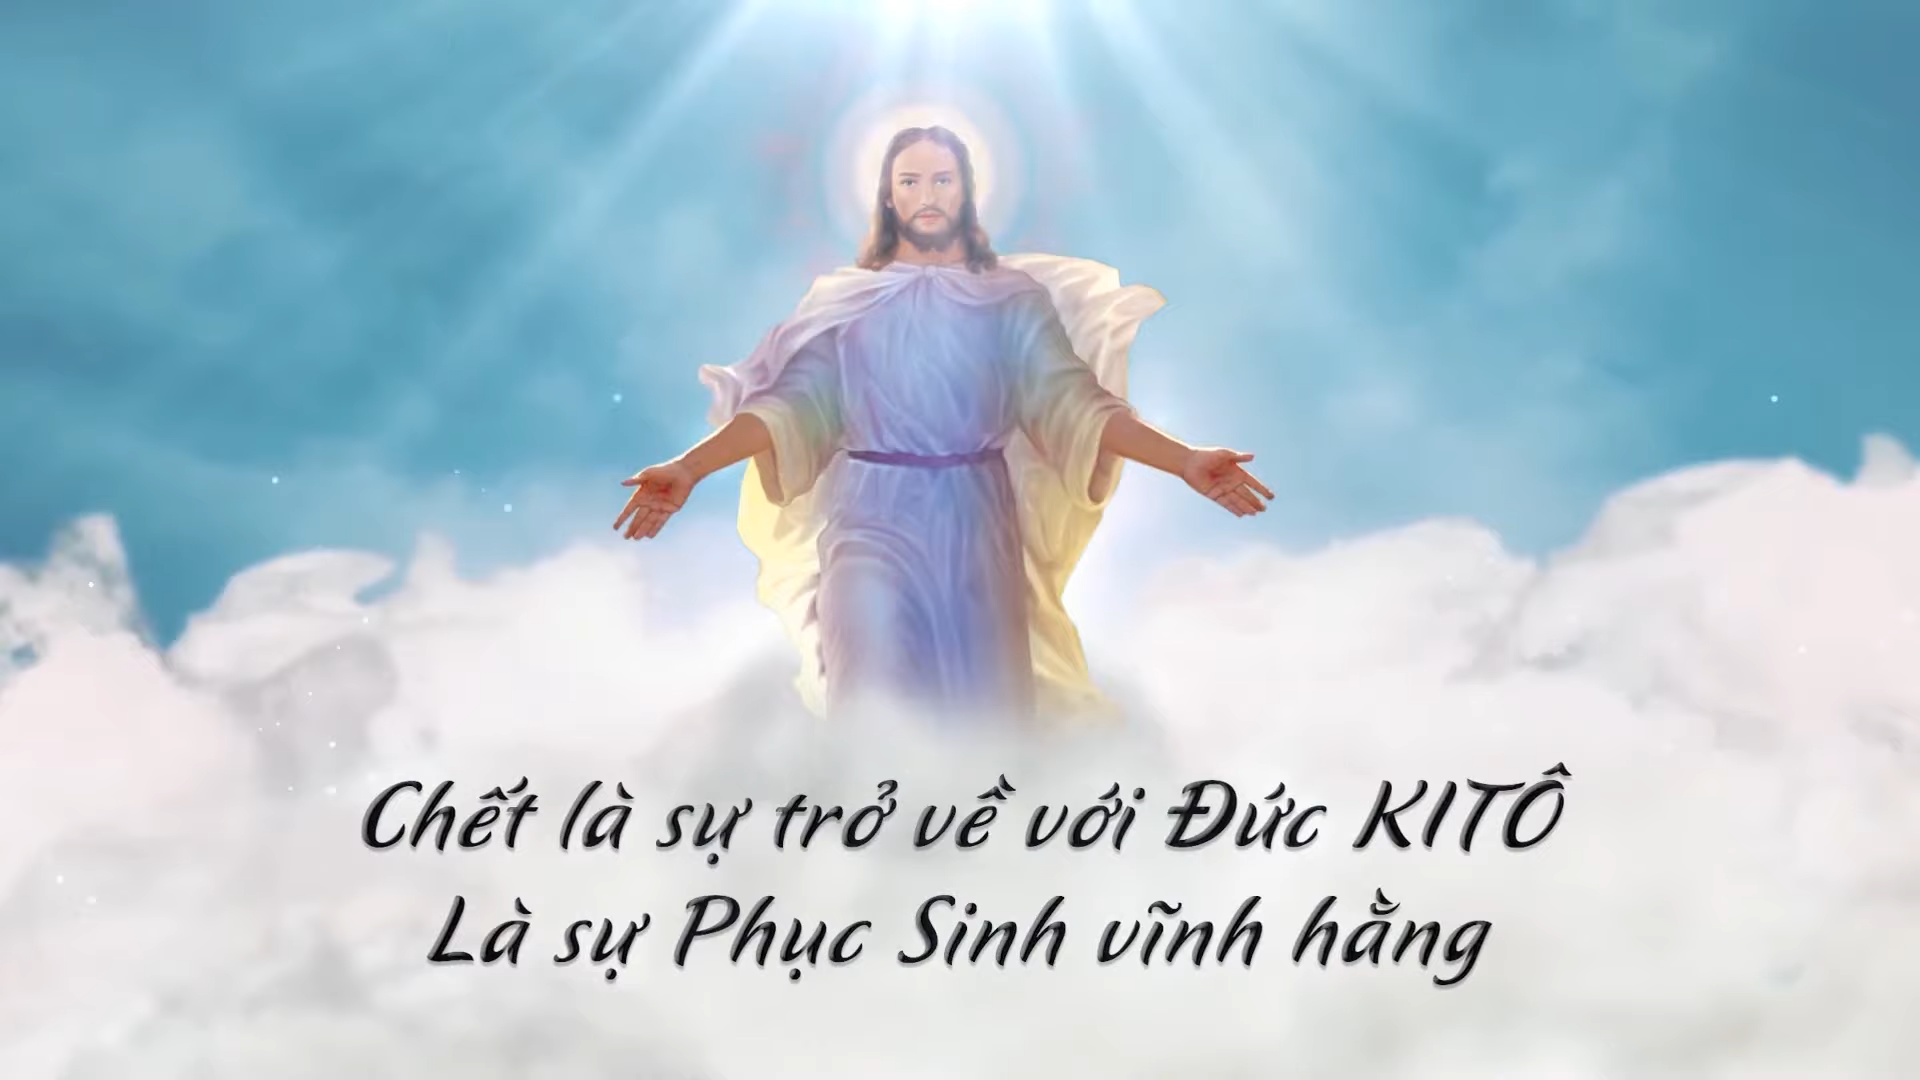 Chết là sự trở về với Đức KITÔ
Là sự Phục Sinh vĩnh hằng